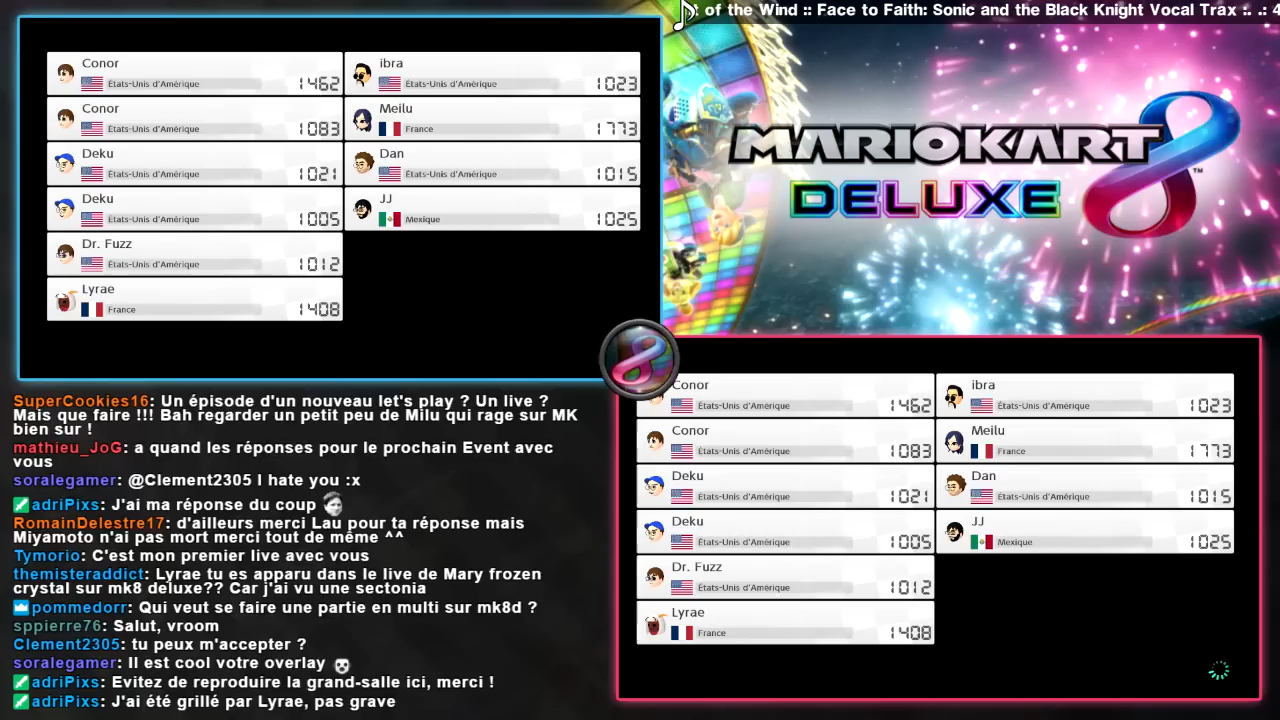 : of the Wind :: Face to Faith: Sonic and the Black Knight Vocal Trax :. .: 4
Conor
États-Unis d'Amérique 1462
ibra
États-Unis d'Amérique 1023
Conor
États-Unis d'Amérique 1083
Meilu
France 1773
Deku
États-Unis d'Amérique 1021
Dan
États-Unis d'Amérique 1015
Deku
États-Unis d'Amérique 1005
JJ
Mexique 1025
Dr. Fuzz
États-Unis d'Amérique 1012
Lyrae
France 1408
MARIOKART 8
DELUXE
TM
SuperCookies16: Un épisode d'un nouveau let's play ? Un live ?
Mais que faire !!! Bah regarder un petit peu de Milu qui rage sur MK
bien sur !
mathieu_JoG: a quand les réponses pour le prochain Event avec
vous
soralegamer: @Clement2305 I hate you :x
adriPixs: J'ai ma réponse du coup
RomainDelestre17: d'ailleurs merci Lau pour ta réponse mais
Miyamoto n'ai pas mort merci tout de même ^^
Tymorio: C'est mon premier live avec vous
themisteraddict: Lyrae tu es apparu dans le live de Mary frozen
crystal sur mk8 deluxe?? Car j'ai vu une sectonia
pommedorr: Qui veut se faire une partie en multi sur mk8d ?
sppierre76: Salut, vroom
Clement2305: tu peux m'accepter ?
soralegamer: Il est cool votre overlay
adriPixs: Evitez de reproduire la grand-salle ici, merci !
adriPixs: J'ai été grillé par Lyrae, pas grave
Conor
États-Unis d'Amérique 1462
ibra
États-Unis d'Amérique 1023
Conor
États-Unis d'Amérique 1083
Meilu
France 1773
Deku
États-Unis d'Amérique 1021
Dan
États-Unis d'Amérique 1015
Deku
États-Unis d'Amérique 1005
JJ
Mexique 1025
Dr. Fuzz
États-Unis d'Amérique 1012
Lyrae
France 1408